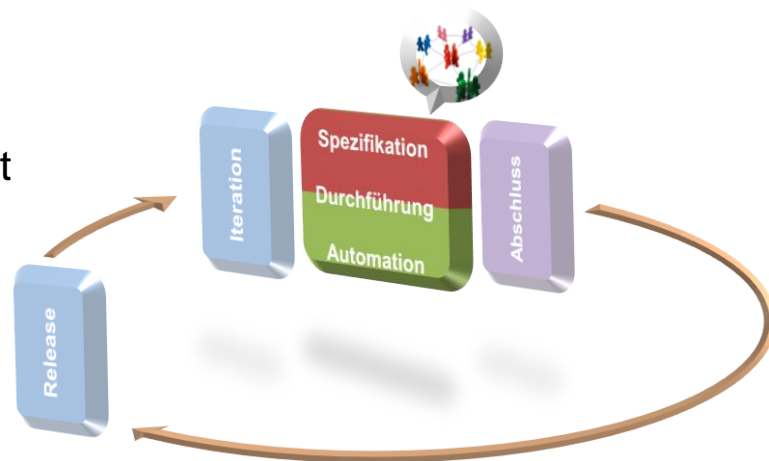 t
Iteration
Spezifikation
Durchführung
Automation
Abschluss
Release